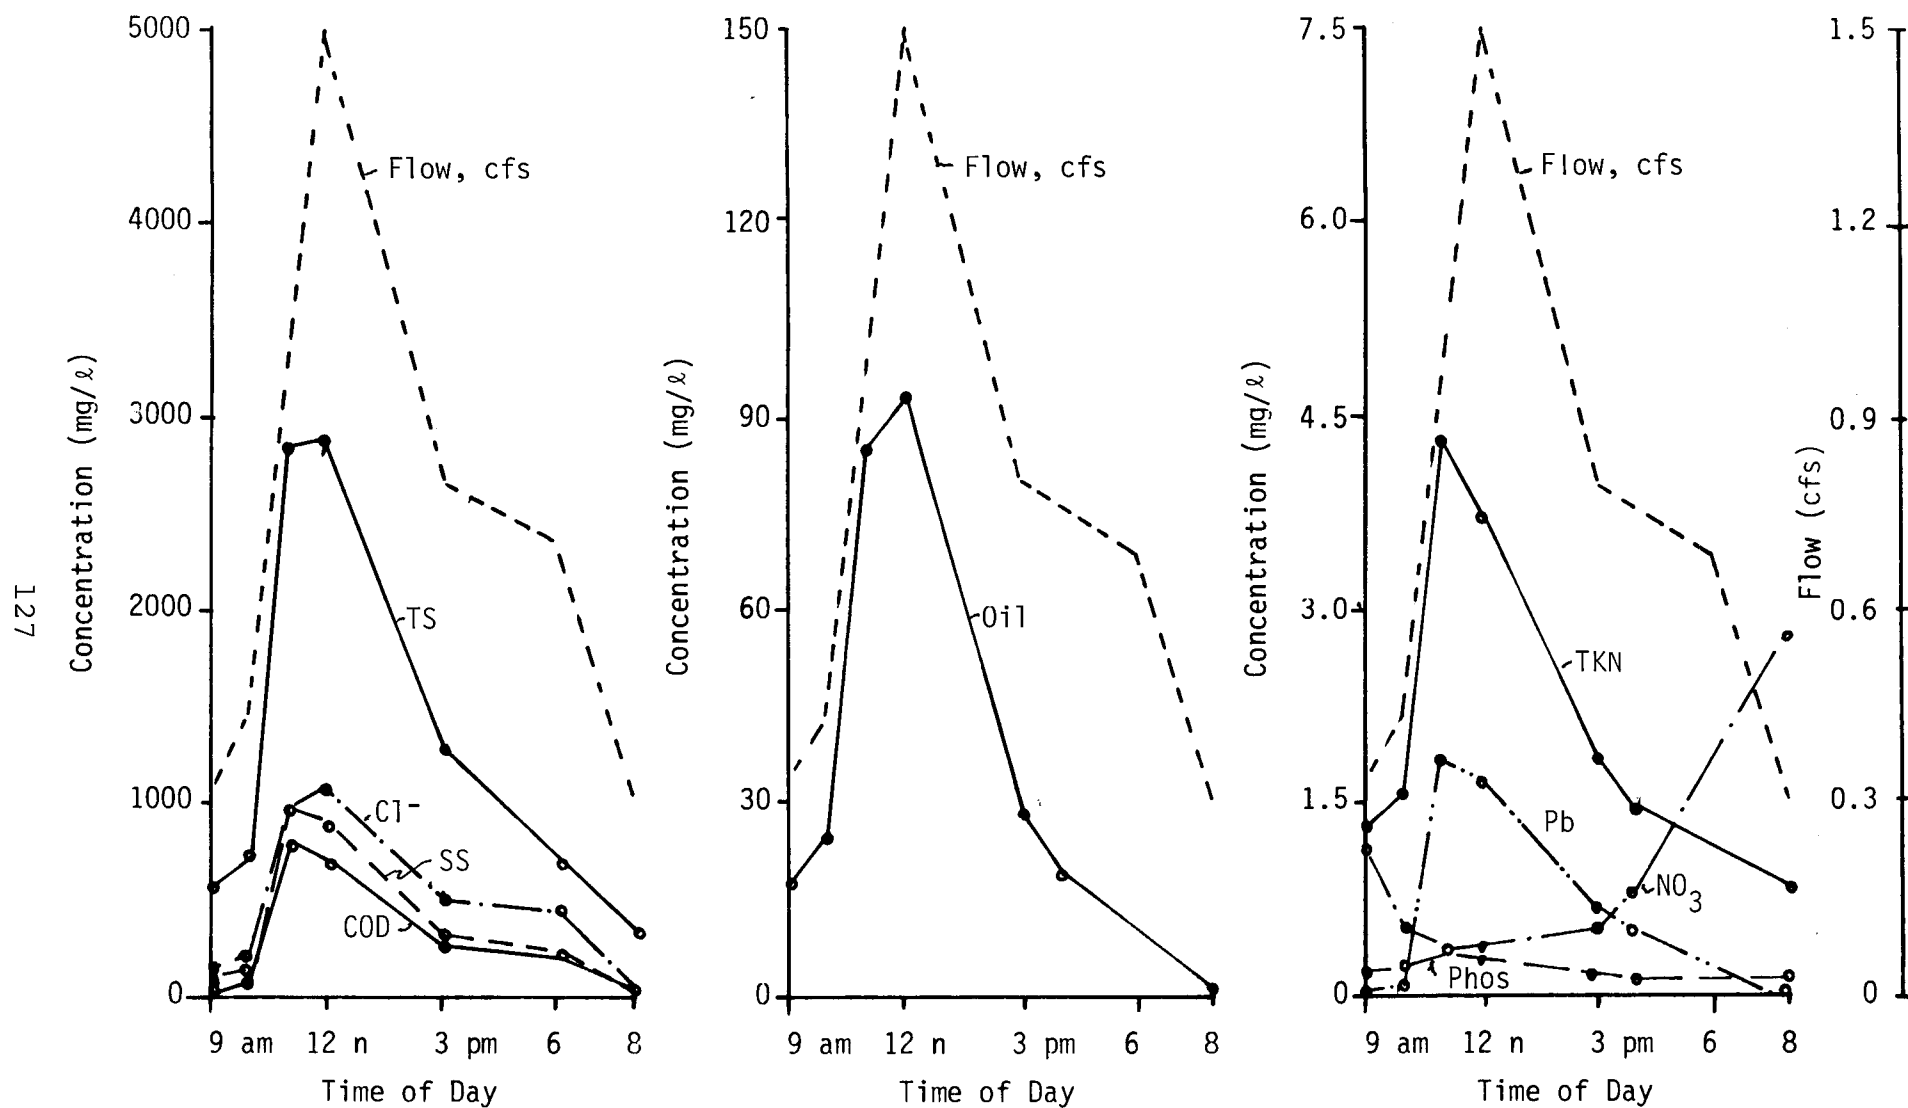 5000
4000
3000
2000
1000
0
Concentration (mg/ℓ)
Flow, cfs
TS
Cl⁻
SS
COD
9 am 12 n 3 pm 6 8
Time of Day
150
120
90
60
30
0
Concentration (mg/ℓ)
Flow, cfs
Oil
9 am 12 n 3 pm 6 8
Time of Day
7.5
6.0
4.5
3.0
1.5
0
Concentration (mg/ℓ)
Flow, cfs
TKN
Pb
NO₃
Phos
9 am 12 n 3 pm 6 8
Time of Day
1.5
1.2
0.9
0.6
0.3
0
Flow (cfs)
127